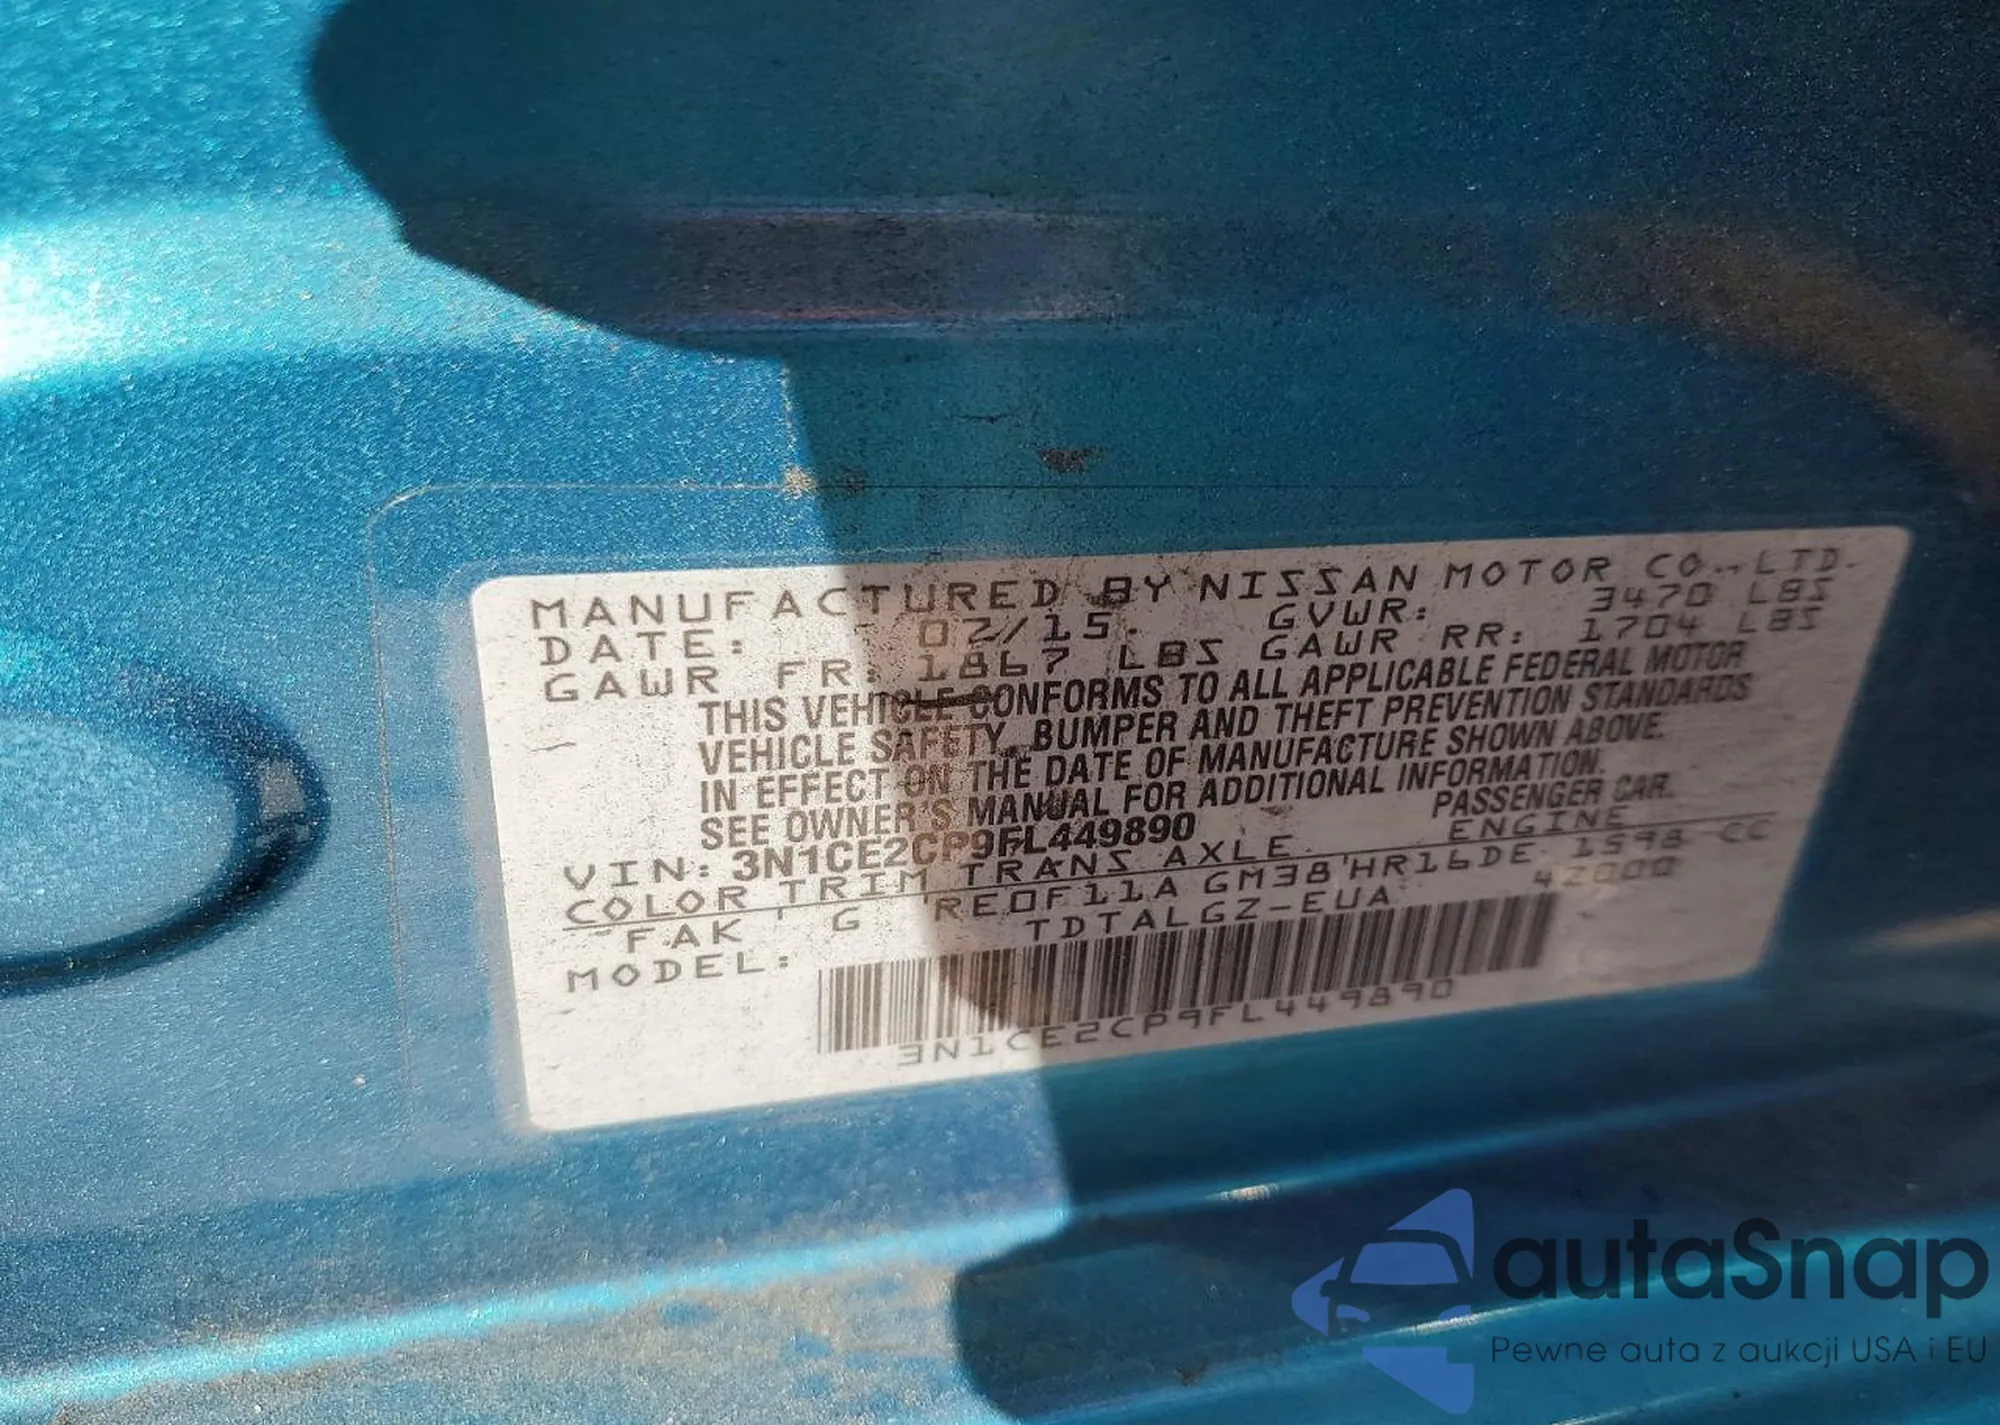 MANUFACTURED BY NISSAN MOTOR CO.,LTD.
DATE: 02/15. GVWR: 3470 LBS
GAWR FR: 1867 LBS GAWR RR: 1704 LBS
THIS VEHICLE CONFORMS TO ALL APPLICABLE FEDERAL MOTOR
VEHICLE SAFETY, BUMPER AND THEFT PREVENTION STANDARDS
IN EFFECT ON THE DATE OF MANUFACTURE SHOWN ABOVE.
SEE OWNER'S MANUAL FOR ADDITIONAL INFORMATION.
VIN: 3N1CE2CP9FL449890 PASSENGER CAR.
COLOR TRIM TRANS AXLE ENGINE
FAK G RE0F11A GM38 HR16DE 1598 CC
MODEL: TDTALGZ-EUA 42000
3N1CE2CP9FL449890
autaSnap
Pewne auta z aukcji USA i EU